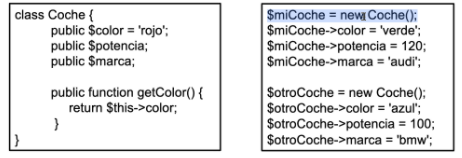 class Coche {
public $color = 'rojo';
public $potencia;
public $marca;
public function getColor() {
return $this->color;
}
}
$miCoche = new Coche();
$miCoche->color = 'verde';
$miCoche->potencia = 120;
$miCoche->marca = 'audi';
$otroCoche = new Coche();
$otroCoche->color = 'azul';
$otroCoche->potencia = 100;
$otroCoche->marca = 'bmw';